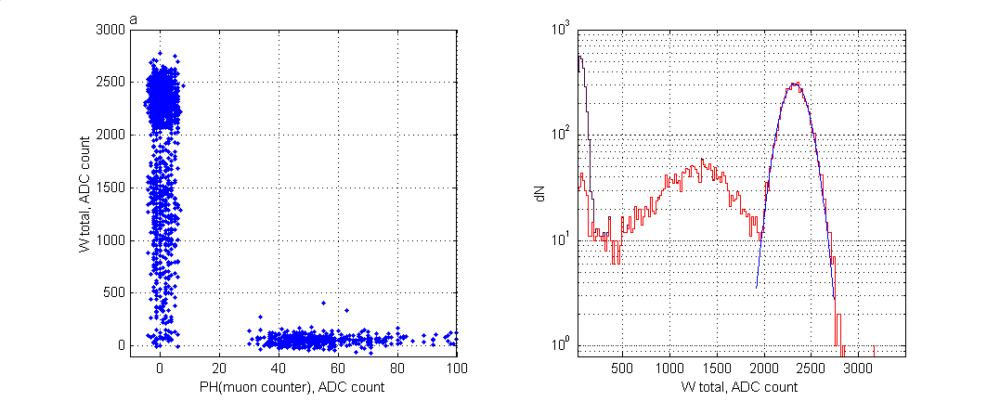 a
3000
2500
2000
1500
1000
500
0
W total, ADC count
0 20 40 60 80 100
PH(muon counter), ADC count
10^3
10^2
10^1
10^0
dN
500 1000 1500 2000 2500 3000
W total, ADC count